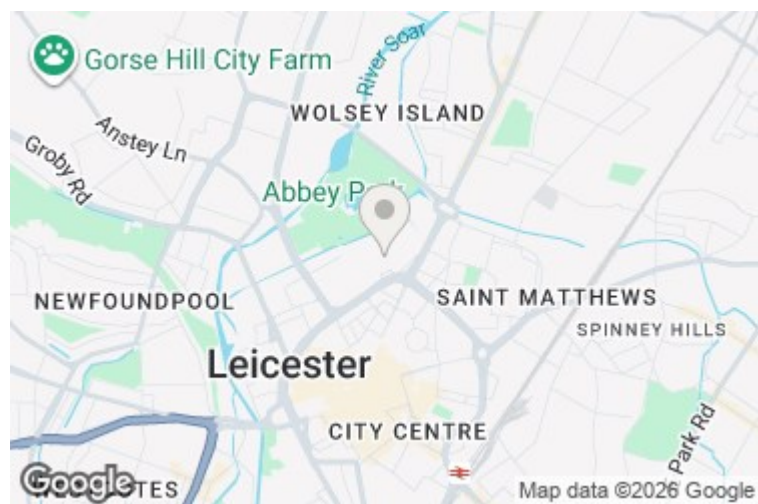 Gorse Hill City Farm
River Soar
WOLSEY ISLAND
Anstey Ln
Groby Rd
Abbey Park
NEWFOUNDPOOL
SAINT MATTHEWS
SPINNEY HILLS
Leicester
CITY CENTRE
Park Rd
Google
Map data ©2026 Google